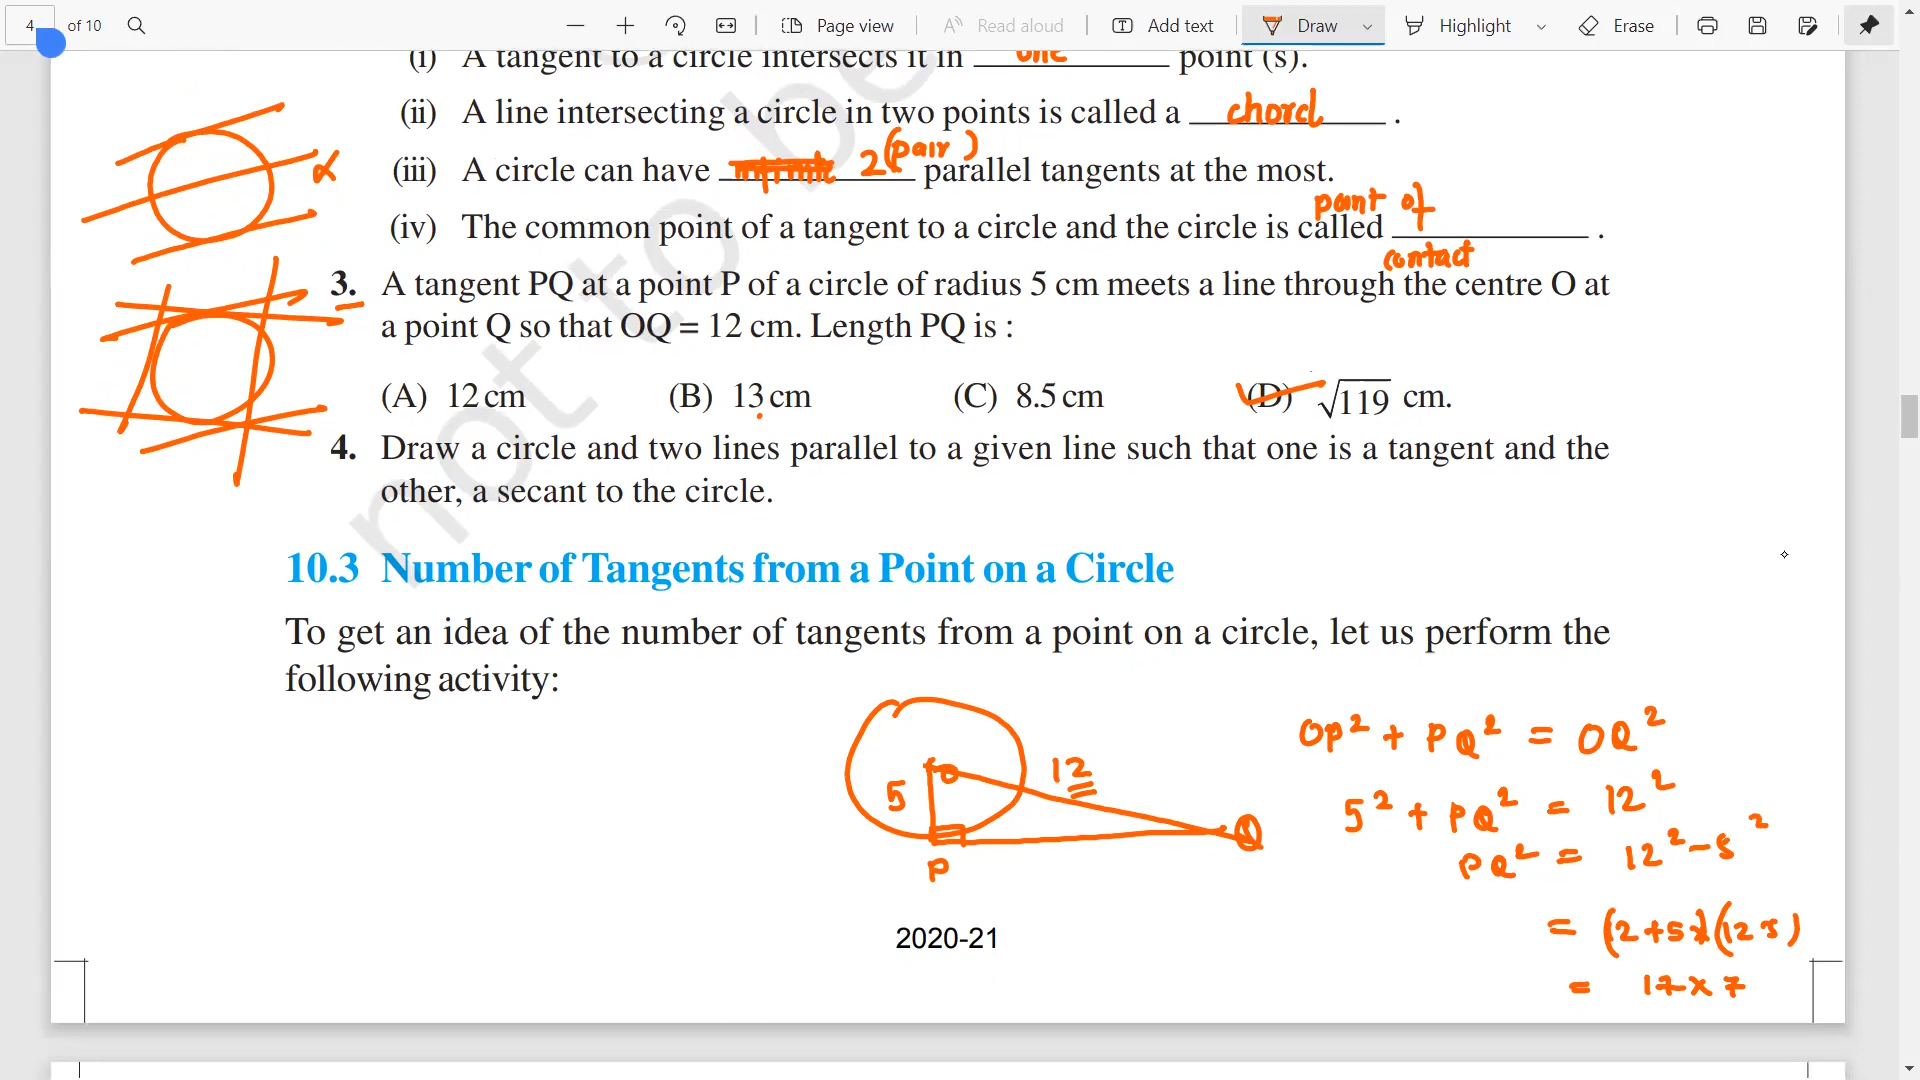 4 of 10 Page view Read aloud Add text Draw Highlight Erase
(i) A tangent to a circle intersects it in one point (s).
(ii) A line intersecting a circle in two points is called a chord .
(iii) A circle can have 2 (pair) parallel tangents at the most.
(iv) The common point of a tangent to a circle and the circle is called point of contact .
3. A tangent PQ at a point P of a circle of radius 5 cm meets a line through the centre O at
a point Q so that OQ = 12 cm. Length PQ is :
(A) 12 cm (B) 13 cm (C) 8.5 cm (D) √119 cm.
4. Draw a circle and two lines parallel to a given line such that one is a tangent and the
other, a secant to the circle.
10.3 Number of Tangents from a Point on a Circle
To get an idea of the number of tangents from a point on a circle, let us perform the
following activity:
O 5 12 P Q
OP² + PQ² = OQ²
5² + PQ² = 12²
PQ² = 12² - 5²
= (12+5)(12 5)
= 17 × 7
2020-21
not to be